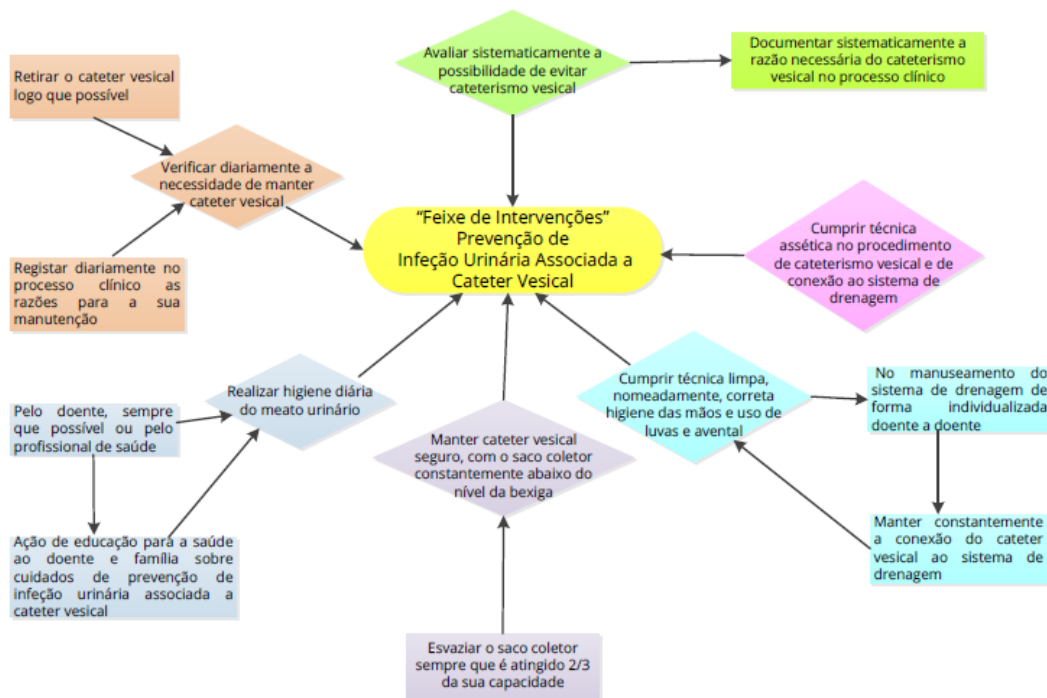 Avaliar sistematicamente a
possibilidade de evitar
cateterismo vesical
Documentar sistematicamente a
razão necessária do cateterismo
vesical no processo clínico
Retirar o cateter vesical
logo que possível
Verificar diariamente a
necessidade de manter
cateter vesical
Registar diariamente no
processo clínico as
razões para a sua
manutenção
“Feixe de Intervenções”
Prevenção de
Infeção Urinária Associada a
Cateter Vesical
Cumprir técnica
assética no procedimento
de cateterismo vesical e de
conexão ao sistema de
drenagem
Realizar higiene diária
do meato urinário
Pelo doente, sempre
que possível ou pelo
profissional de saúde
Ação de educação para a saúde
ao doente e família sobre
cuidados de prevenção de
infeção urinária associada a
cateter vesical
Manter cateter vesical
seguro, com o saco coletor
constantemente abaixo do
nível da bexiga
Esvaziar o saco coletor
sempre que é atingido 2/3
da sua capacidade
Cumprir técnica limpa,
nomeadamente, correta
higiene das mãos e uso de
luvas e avental
No manuseamento do
sistema de drenagem de
forma individualizada
doente a doente
Manter constantemente
a conexão do cateter
vesical ao sistema de
drenagem